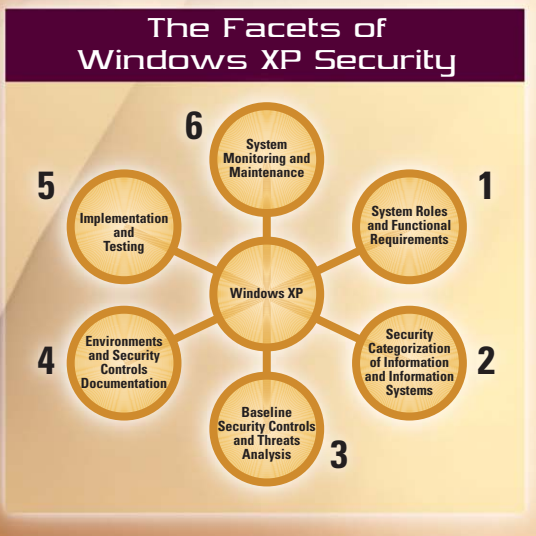 The Facets of
Windows XP Security
6
System
Monitoring and
Maintenance
5
Implementation
and
Testing
1
System Roles
and Functional
Requirements
Windows XP
4
Environments
and Security
Controls
Documentation
2
Security
Categorization
of Information
and Information
Systems
3
Baseline
Security Controls
and Threats
Analysis